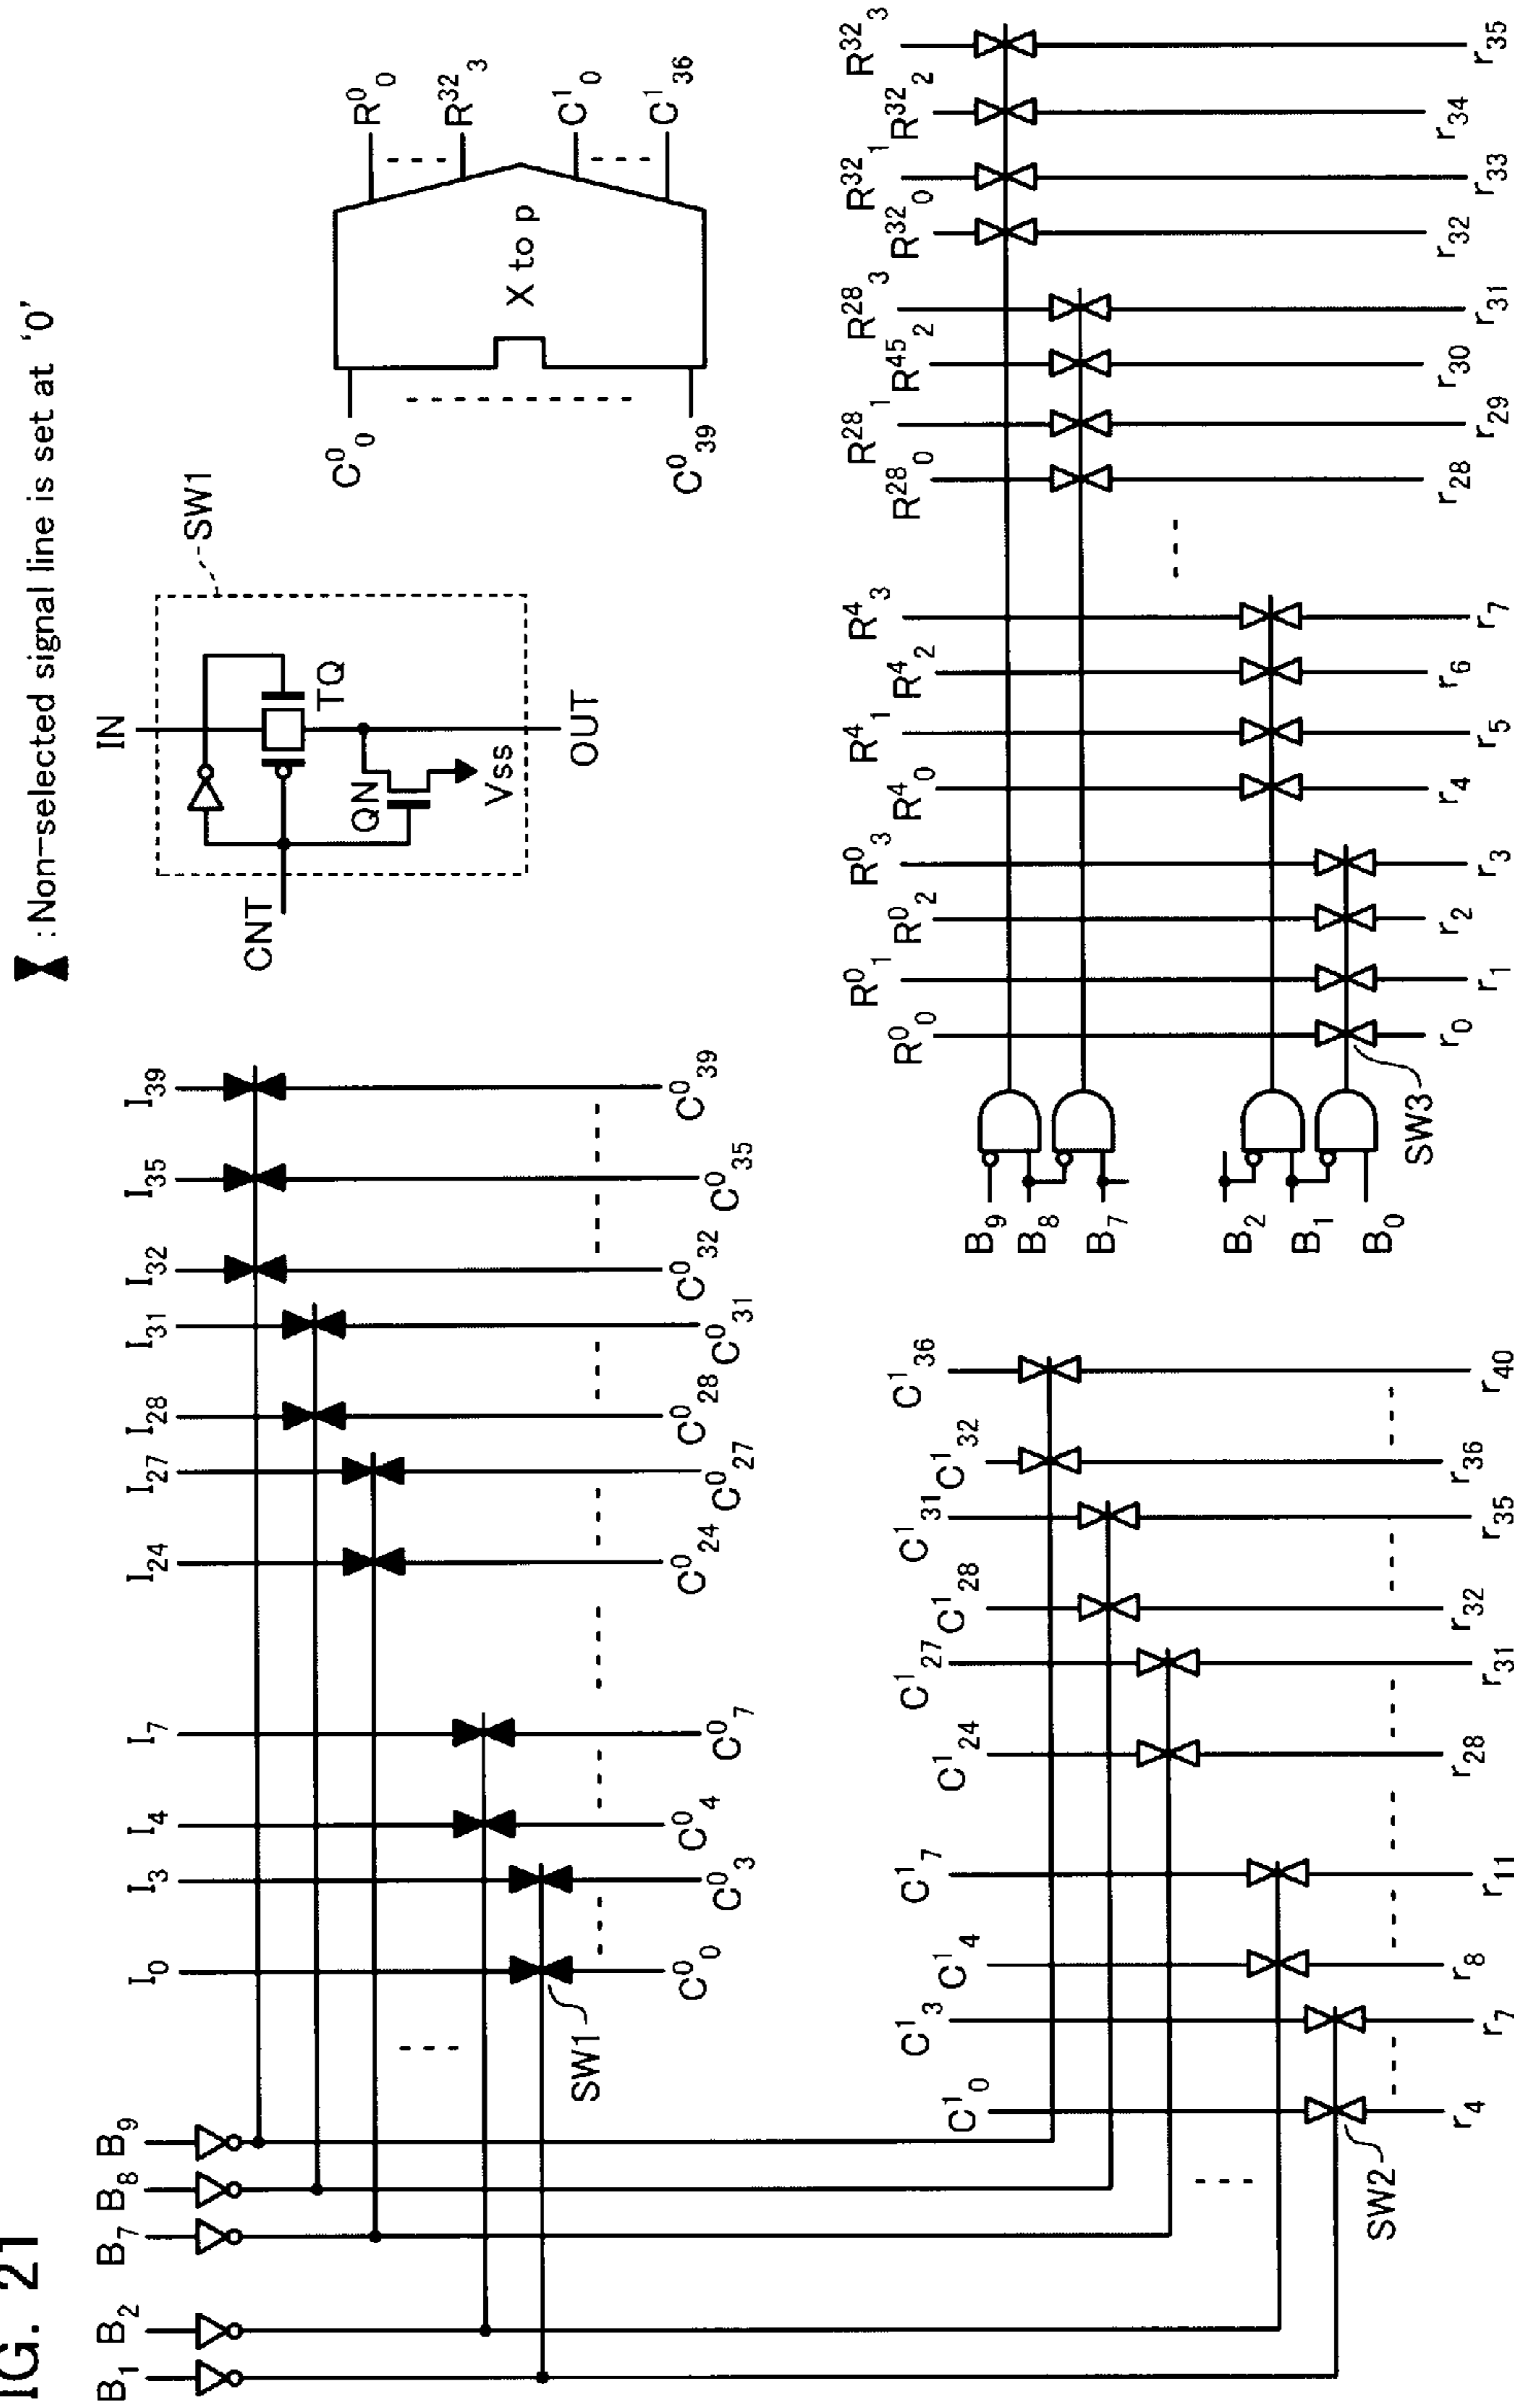 IG. 21
: Non-selected signal line is set at '0'
B1 B2 B7 B8 B9
I0 I3 I4 I7 I24 I27 I28 I31 I32 I35 I39
SW1
C⁰0 C⁰3 C⁰4 C⁰7 C⁰24 C⁰27 C⁰28 C⁰31 C⁰32 C⁰35 C⁰39
IN
SW1
CNT
TQ
QN
Vss
OUT
C⁰0
C⁰39
X to p
R⁰0
R³²3
C¹0
C¹36
C¹0 C¹3 C¹4 C¹7 C¹24 C¹27 C¹28 C¹31 C¹32 C¹36
SW2
r4 r7 r8 r11 r28 r31 r32 r35 r36 r40
R⁰0 R⁰1 R⁰2 R⁰3 R⁴0 R⁴1 R⁴2 R⁴3 R²⁸0 R²⁸1 R⁴⁵2 R²⁸3 R³²0 R³²1 R³²2 R³²3
B9
B8
B7
B2
B1
B0
SW3
r0 r1 r2 r3 r4 r5 r6 r7 r28 r29 r30 r31 r32 r33 r34 r35